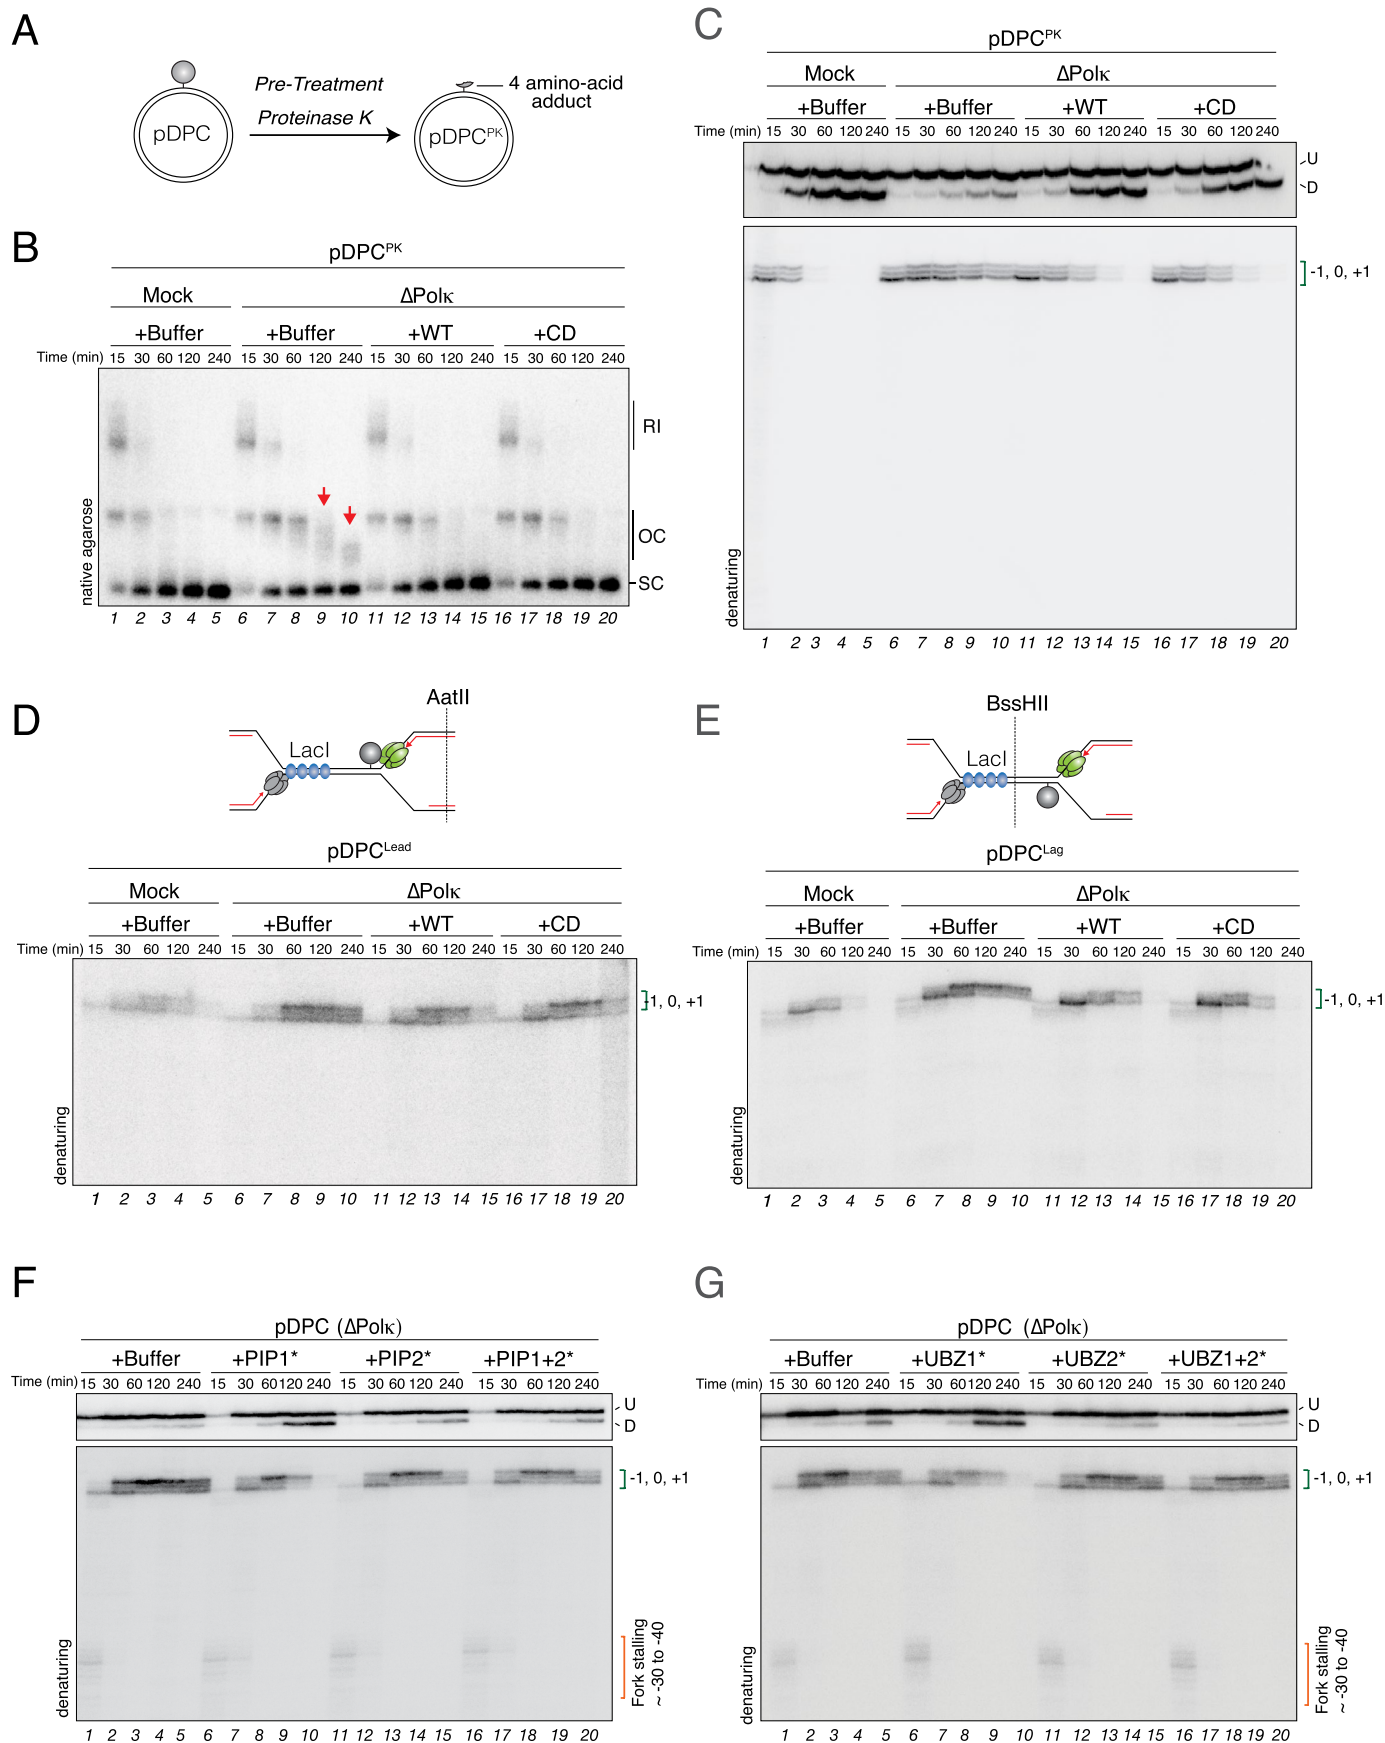 A
pDPC
Pre-Treatment
Proteinase K
pDPCPK
4 amino-acid
adduct
B
pDPCPK
Mock
ΔPolκ
+Buffer
+Buffer
+WT
+CD
Time (min) 15 30 60 120 240 15 30 60 120 240 15 30 60 120 240 15 30 60 120 240
RI
OC
SC
native agarose
1 2 3 4 5 6 7 8 9 10 11 12 13 14 15 16 17 18 19 20
C
pDPCPK
Mock
ΔPolκ
+Buffer
+Buffer
+WT
+CD
Time (min) 15 30 60 120 240 15 30 60 120 240 15 30 60 120 240 15 30 60 120 240
U
D
-1, 0, +1
denaturing
1 2 3 4 5 6 7 8 9 10 11 12 13 14 15 16 17 18 19 20
D
AatII
LacI
pDPCLead
Mock
ΔPolκ
+Buffer
+Buffer
+WT
+CD
Time (min) 15 30 60 120 240 15 30 60 120 240 15 30 60 120 240 15 30 60 120 240
-1, 0, +1
denaturing
1 2 3 4 5 6 7 8 9 10 11 12 13 14 15 16 17 18 19 20
E
BssHII
LacI
pDPCLag
Mock
ΔPolκ
+Buffer
+Buffer
+WT
+CD
Time (min) 15 30 60 120 240 15 30 60 120 240 15 30 60 120 240 15 30 60 120 240
-1, 0, +1
denaturing
1 2 3 4 5 6 7 8 9 10 11 12 13 14 15 16 17 18 19 20
F
pDPC (ΔPolκ)
+Buffer
+PIP1*
+PIP2*
+PIP1+2*
Time (min) 15 30 60 120 240 15 30 60 120 240 15 30 60 120 240 15 30 60 120 240
U
D
-1, 0, +1
Fork stalling
~ -30 to -40
denaturing
1 2 3 4 5 6 7 8 9 10 11 12 13 14 15 16 17 18 19 20
G
pDPC (ΔPolκ)
+Buffer
+UBZ1*
+UBZ2*
+UBZ1+2*
Time (min) 15 30 60 120 240 15 30 60 120 240 15 30 60 120 240 15 30 60 120 240
U
D
-1, 0, +1
Fork stalling
~ -30 to -40
denaturing
1 2 3 4 5 6 7 8 9 10 11 12 13 14 15 16 17 18 19 20